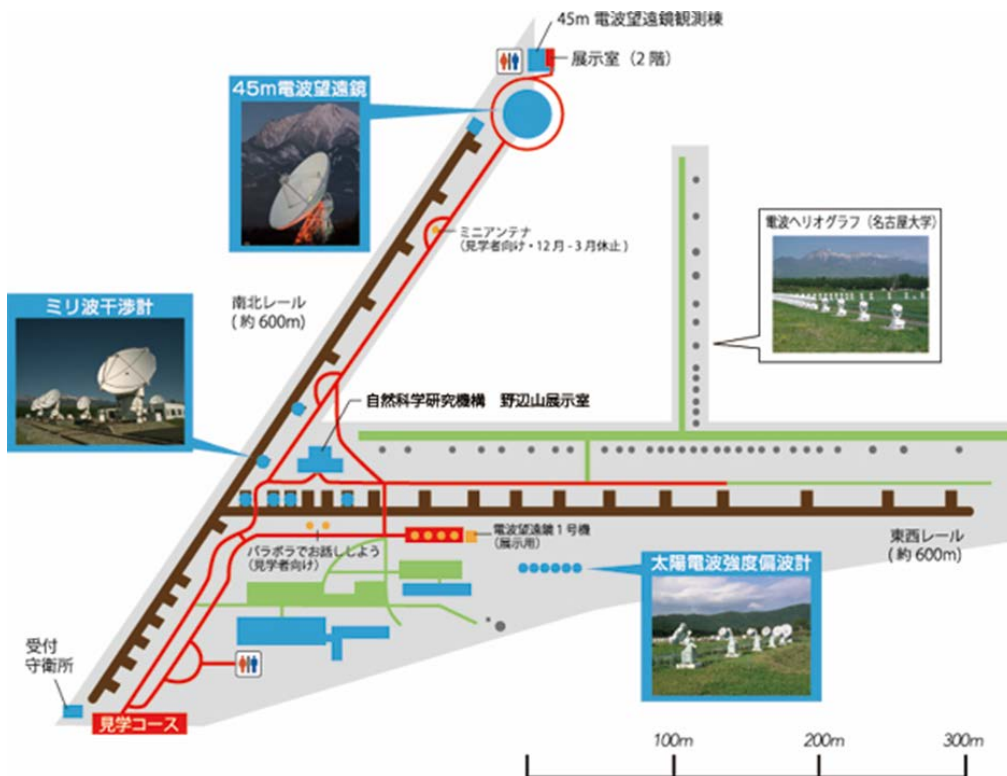 45m 電波望遠鏡観測棟
展示室（2 階）
45m電波望遠鏡
電波ヘリオグラフ（名古屋大学）
ミニアンテナ
（見学者向け・12 月 - 3 月休止 ）
南北レール
( 約 600m)
ミリ波干渉計
自然科学研究機構　野辺山展示室
電波望遠鏡 1 号機
（展示用）
東西レール
( 約 600m)
パラボラでお話ししよう
（見学者向け）
太陽電波強度偏波計
受付
守衛所
見学コース
100m
200m
300m